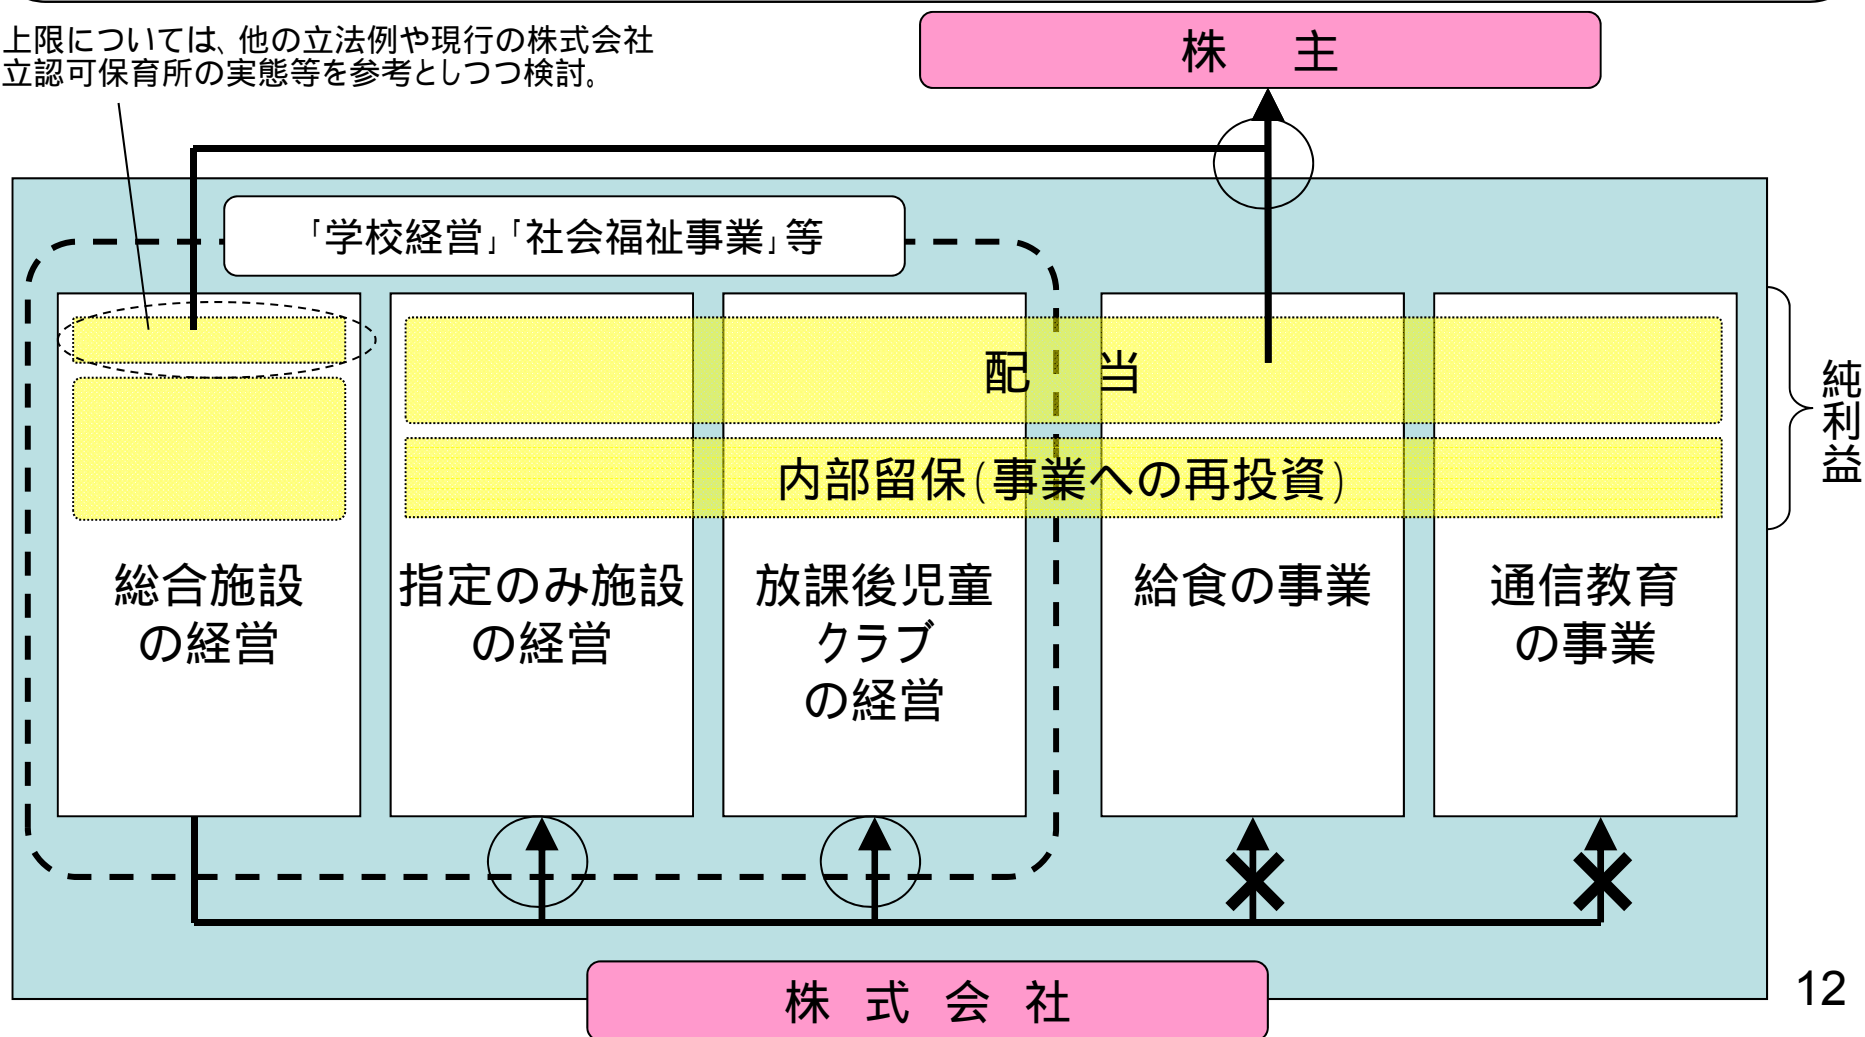 上限については、他の立法例や現行の株式会社
立認可保育所の実態等を参考としつつ検討。
株 主
「学校経営」「社会福祉事業」等
配 当
内部留保(事業への再投資)
純利益
総合施設
の経営
指定のみ施設
の経営
放課後児童
クラブ
の経営
給食の事業
通信教育
の事業
株 式 会 社
12